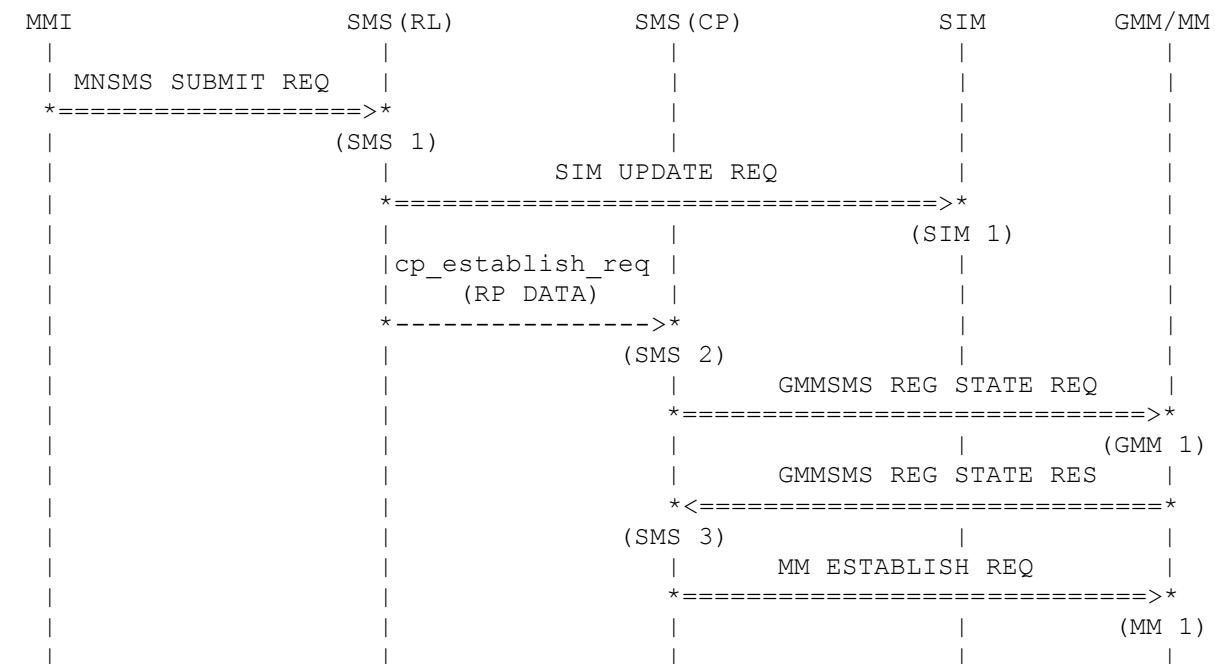 MMI SMS(RL) SMS(CP) SIM GMM/MM
MNSMS SUBMIT REQ
(SMS 1)
SIM UPDATE REQ
(SIM 1)
cp_establish_req
(RP DATA)
(SMS 2)
GMMSMS REG STATE REQ
(GMM 1)
GMMSMS REG STATE RES
(SMS 3)
MM ESTABLISH REQ
(MM 1)